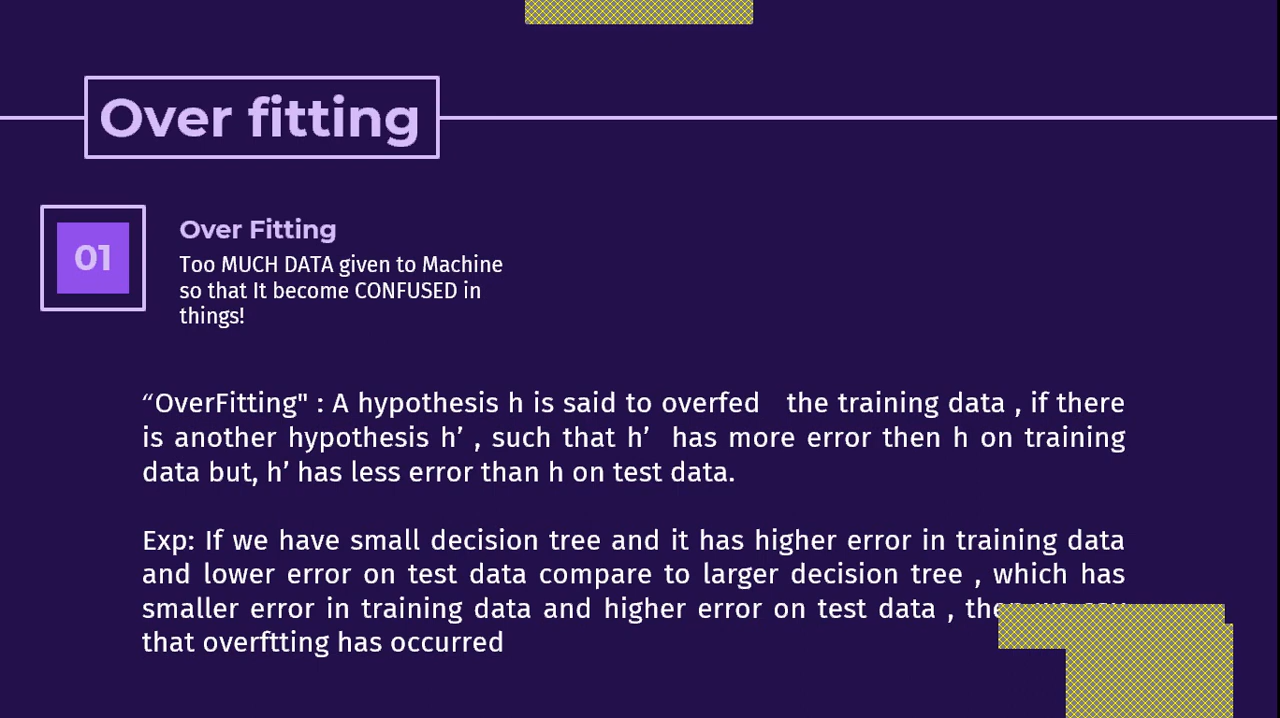 Over fitting
01
Over Fitting
Too MUCH DATA given to Machine
so that It become CONFUSED in
things!
“OverFitting" : A hypothesis h is said to overfed the training data , if there
is another hypothesis h’ , such that h’ has more error then h on training
data but, h’ has less error than h on test data.
Exp: If we have small decision tree and it has higher error in training data
and lower error on test data compare to larger decision tree , which has
smaller error in training data and higher error on test data , then we say
that overftting has occurred